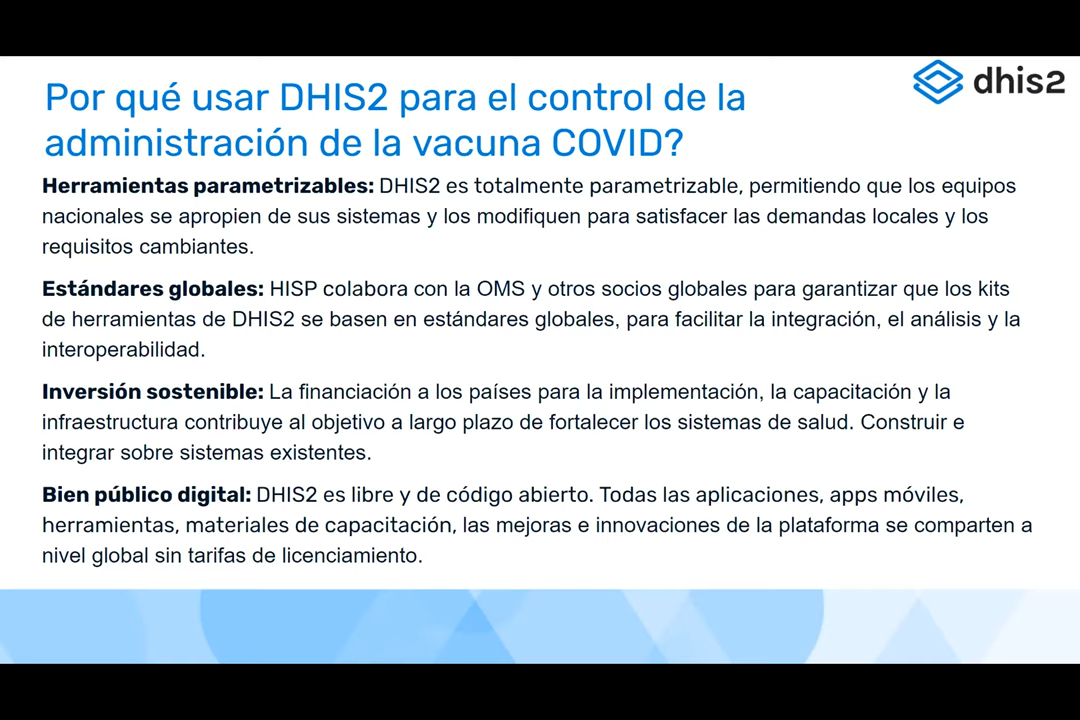 dhis2
Por qué usar DHIS2 para el control de la
administración de la vacuna COVID?
Herramientas parametrizables: DHIS2 es totalmente parametrizable, permitiendo que los equipos
nacionales se apropien de sus sistemas y los modifiquen para satisfacer las demandas locales y los
requisitos cambiantes.
Estándares globales: HISP colabora con la OMS y otros socios globales para garantizar que los kits
de herramientas de DHIS2 se basen en estándares globales, para facilitar la integración, el análisis y la
interoperabilidad.
Inversión sostenible: La financiación a los países para la implementación, la capacitación y la
infraestructura contribuye al objetivo a largo plazo de fortalecer los sistemas de salud. Construir e
integrar sobre sistemas existentes.
Bien público digital: DHIS2 es libre y de código abierto. Todas las aplicaciones, apps móviles,
herramientas, materiales de capacitación, las mejoras e innovaciones de la plataforma se comparten a
nivel global sin tarifas de licenciamiento.